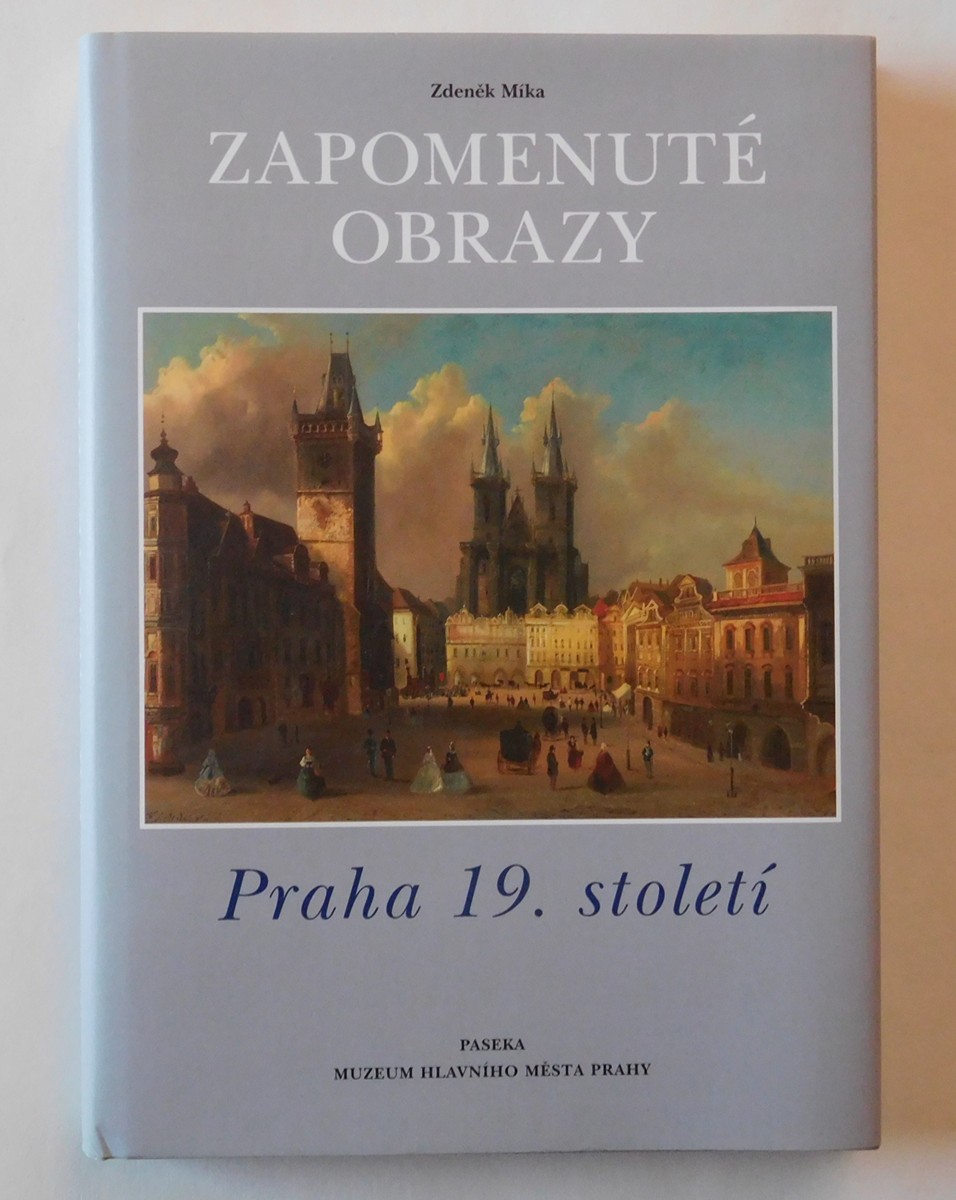 Zdeněk Míka
ZAPOMENUTÉ
OBRAZY
Praha 19. století
PASEKA
MUZEUM HLAVNÍHO MĚSTA PRAHY